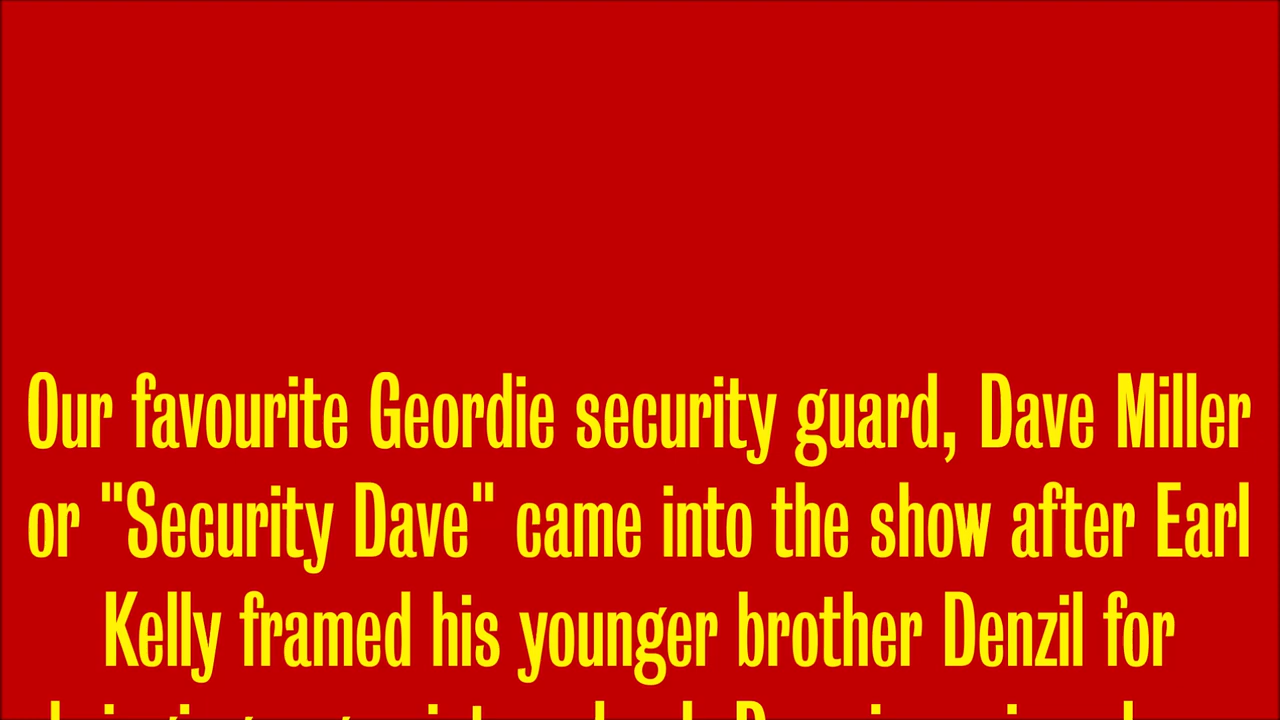 Our favourite Geordie security guard, Dave Miller
or "Security Dave" came into the show after Earl
Kelly framed his younger brother Denzil for